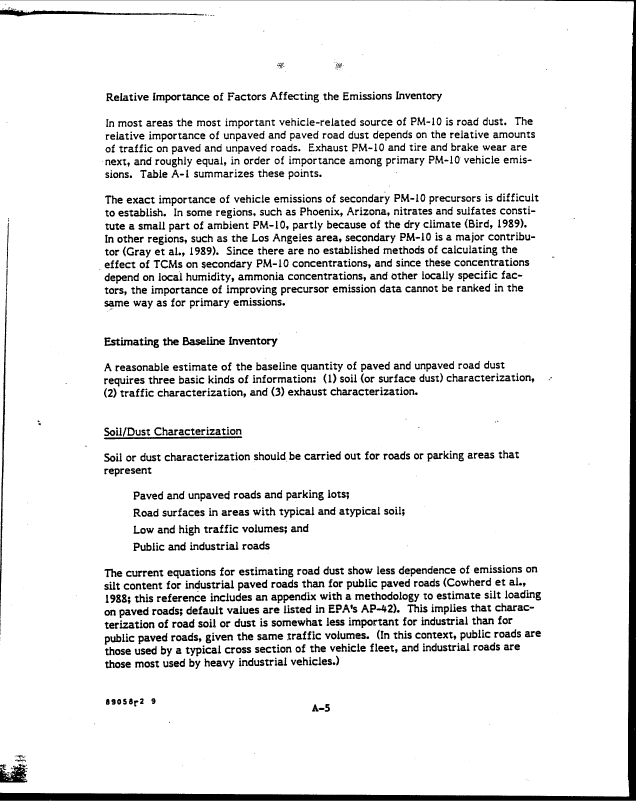 Relative Importance of Factors Affecting the Emissions Inventory
In most areas the most important vehicle-related source of PM-10 is road dust. The
relative importance of unpaved and paved road dust depends on the relative amounts
of traffic on paved and unpaved roads. Exhaust PM-10 and tire and brake wear are
next, and roughly equal, in order of importance among primary PM-10 vehicle emis-
sions. Table A-1 summarizes these points.
The exact importance of vehicle emissions of secondary PM-10 precursors is difficult
to establish. In some regions, such as Phoenix, Arizona, nitrates and sulfates consti-
tute a small part of ambient PM-10, partly because of the dry climate (Bird, 1989).
In other regions, such as the Los Angeles area, secondary PM-10 is a major contribu-
tor (Gray et al., 1989). Since there are no established methods of calculating the
effect of TCMs on secondary PM-10 concentrations, and since these concentrations
depend on local humidity, ammonia concentrations, and other locally specific fac-
tors, the importance of improving precursor emission data cannot be ranked in the
same way as for primary emissions.
Estimating the Baseline Inventory
A reasonable estimate of the baseline quantity of paved and unpaved road dust
requires three basic kinds of information: (1) soil (or surface dust) characterization,
(2) traffic characterization, and (3) exhaust characterization.
Soil/Dust Characterization
Soil or dust characterization should be carried out for roads or parking areas that
represent
Paved and unpaved roads and parking lots;
Road surfaces in areas with typical and atypical soil;
Low and high traffic volumes; and
Public and industrial roads
The current equations for estimating road dust show less dependence of emissions on
silt content for industrial paved roads than for public paved roads (Cowherd et al.,
1988; this reference includes an appendix with a methodology to estimate silt loading
on paved roads; default values are listed in EPA's AP-42). This implies that charac-
terization of road soil or dust is somewhat less important for industrial than for
public paved roads, given the same traffic volumes. (In this context, public roads are
those used by a typical cross section of the vehicle fleet, and industrial roads are
those most used by heavy industrial vehicles.)
89058r2 9
A-5